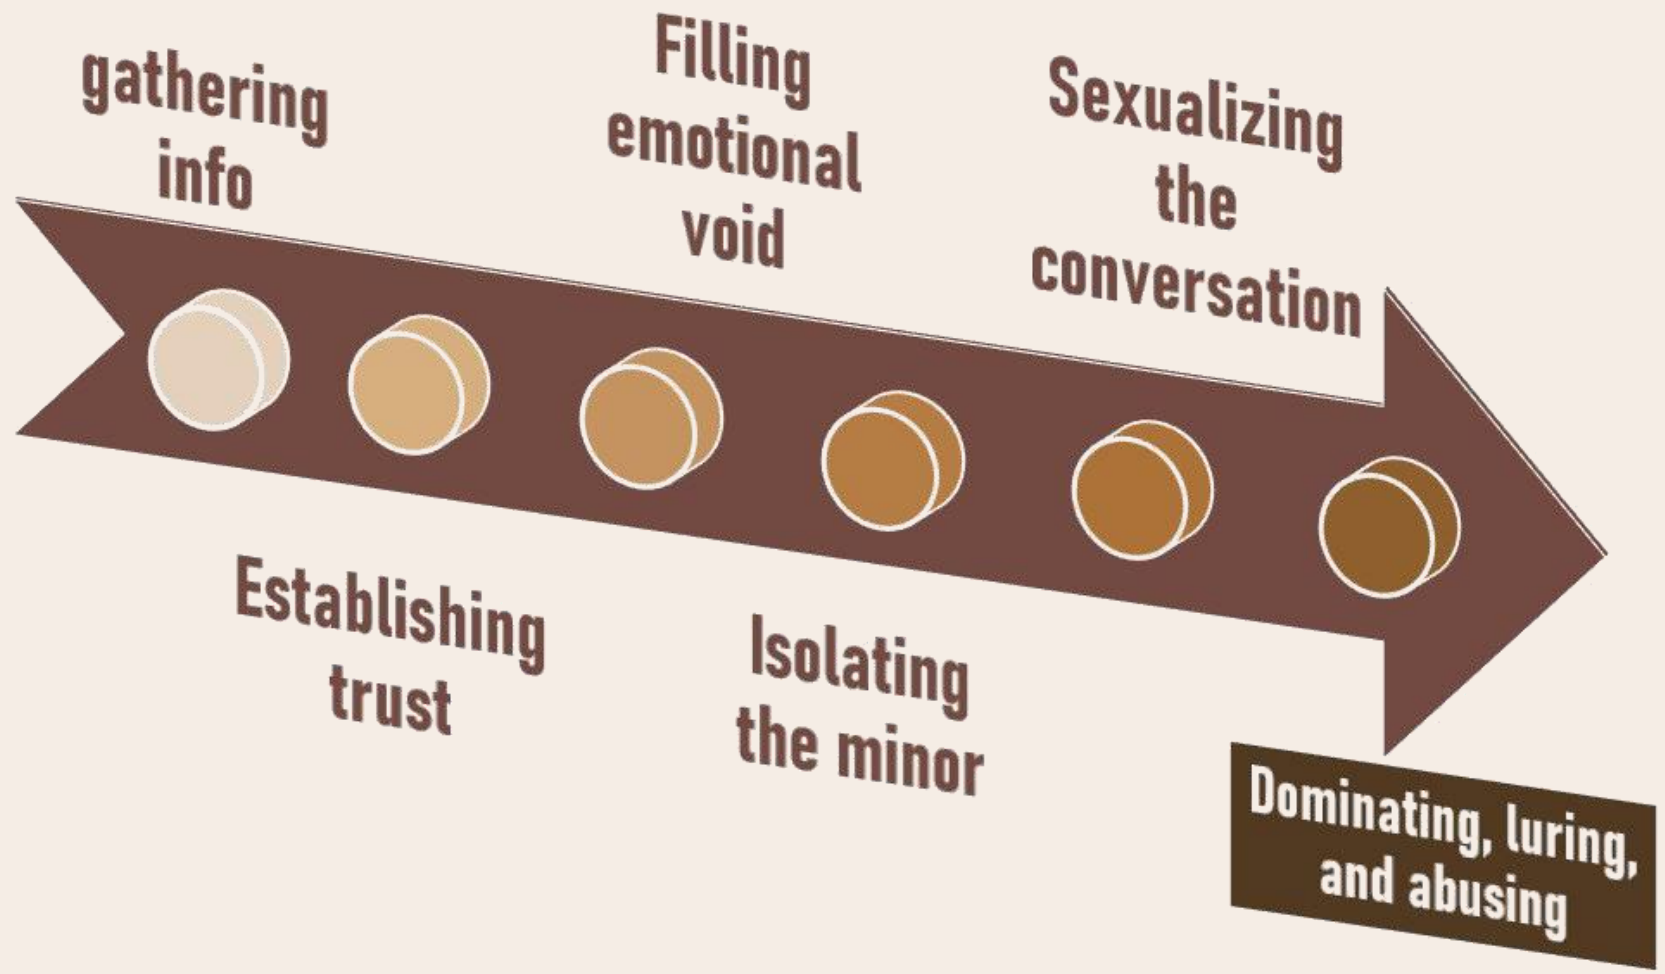 gathering
info
Establishing
trust
Filling
emotional
void
Isolating
the minor
Sexualizing
the
conversation
Dominating, luring,
and abusing